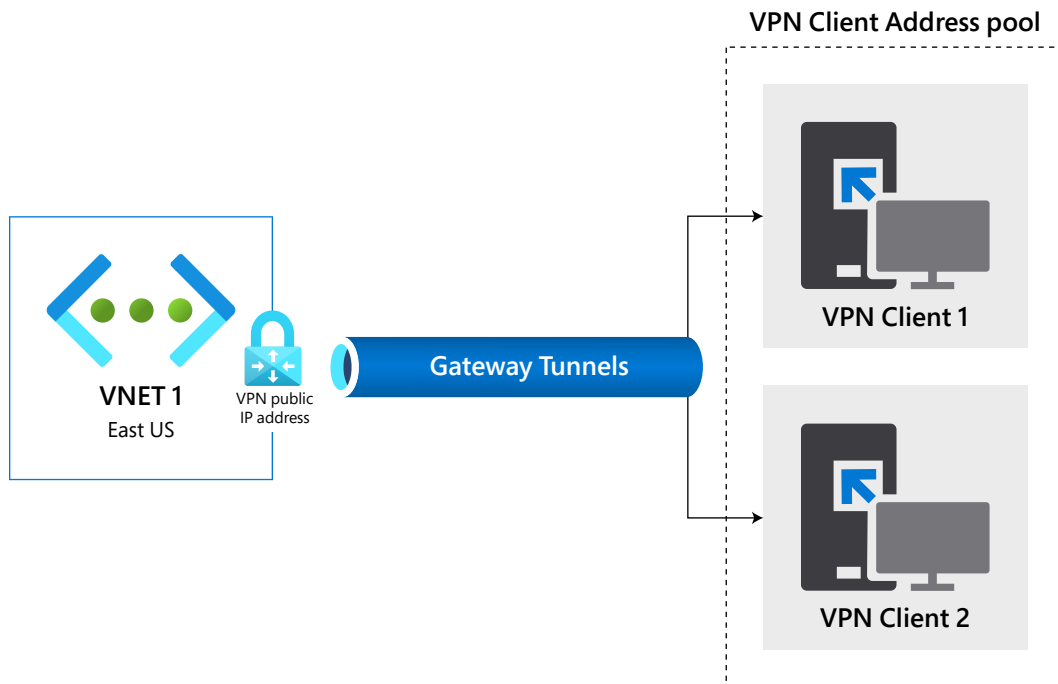 VPN Client Address pool
VPN Client 1
Gateway Tunnels
VNET 1
East US
VPN public
IP address
VPN Client 2